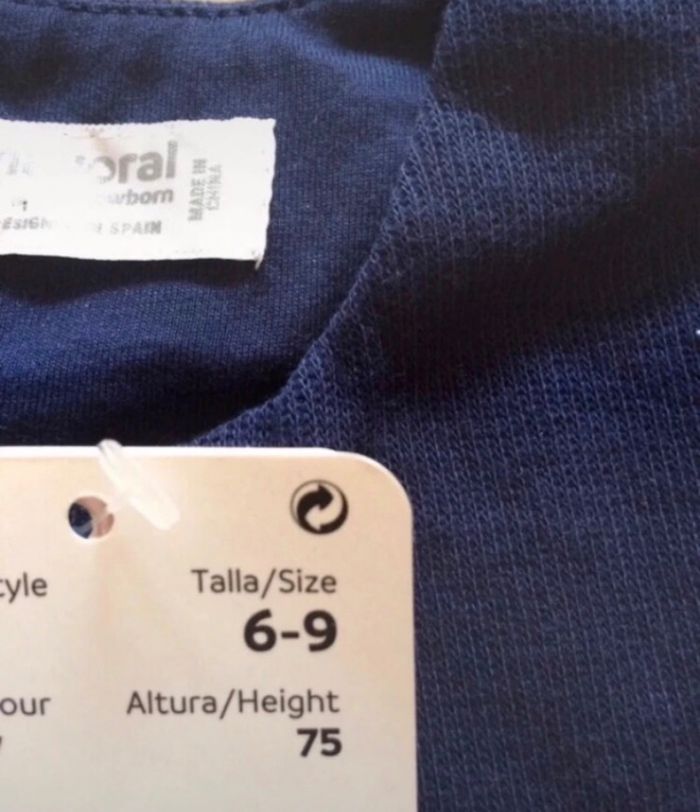 oral
wborn
SPAIN
MADE IN
CHINA
tyle
Talla/Size
6-9
our
Altura/Height
75